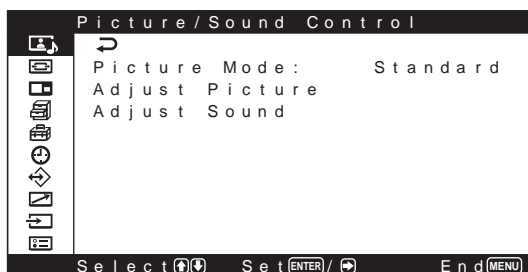 Picture/Sound Control
Picture Mode: Standard
Adjust Picture
Adjust Sound
Select Set ENTER / End MENU